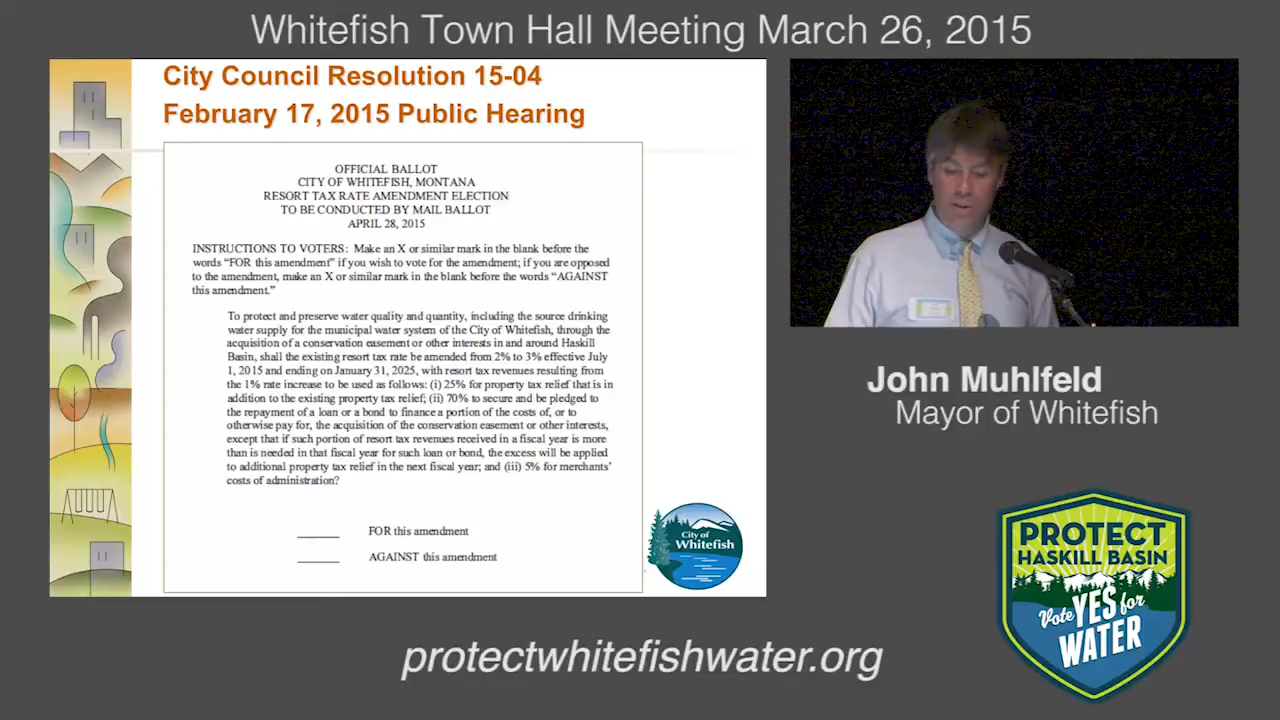 Whitefish Town Hall Meeting March 26, 2015
City Council Resolution 15-04
February 17, 2015 Public Hearing
OFFICIAL BALLOT
CITY OF WHITEFISH, MONTANA
RESORT TAX RATE AMENDMENT ELECTION
TO BE CONDUCTED BY MAIL BALLOT
APRIL 28, 2015
INSTRUCTIONS TO VOTERS: Make an X or similar mark in the blank before the
words “FOR this amendment” if you wish to vote for the amendment; if you are opposed
to the amendment, make an X or similar mark in the blank before the words “AGAINST
this amendment.”
To protect and preserve water quality and quantity, including the source drinking
water supply for the municipal water system of the City of Whitefish, through the
acquisition of a conservation easement or other interests in and around Haskill
Basin, shall the existing resort tax rate be amended from 2% to 3% effective July
1, 2015 and ending on January 31, 2025, with resort tax revenues resulting from
the 1% rate increase to be used as follows: (i) 25% for property tax relief that is in
addition to the existing property tax relief; (ii) 70% to secure and be pledged to
the repayment of a loan or a bond to finance a portion of the costs of, or to
otherwise pay for, the acquisition of the conservation easement or other interests,
except that if such portion of resort tax revenues received in a fiscal year is more
than is needed in that fiscal year for such loan or bond, the excess will be applied
to additional property tax relief in the next fiscal year; and (iii) 5% for merchants’
costs of administration?
FOR this amendment
AGAINST this amendment
City of
Whitefish
John Muhlfeld
Mayor of Whitefish
PROTECT
HASKILL BASIN
Vote YES for
WATER
protectwhitefishwater.org